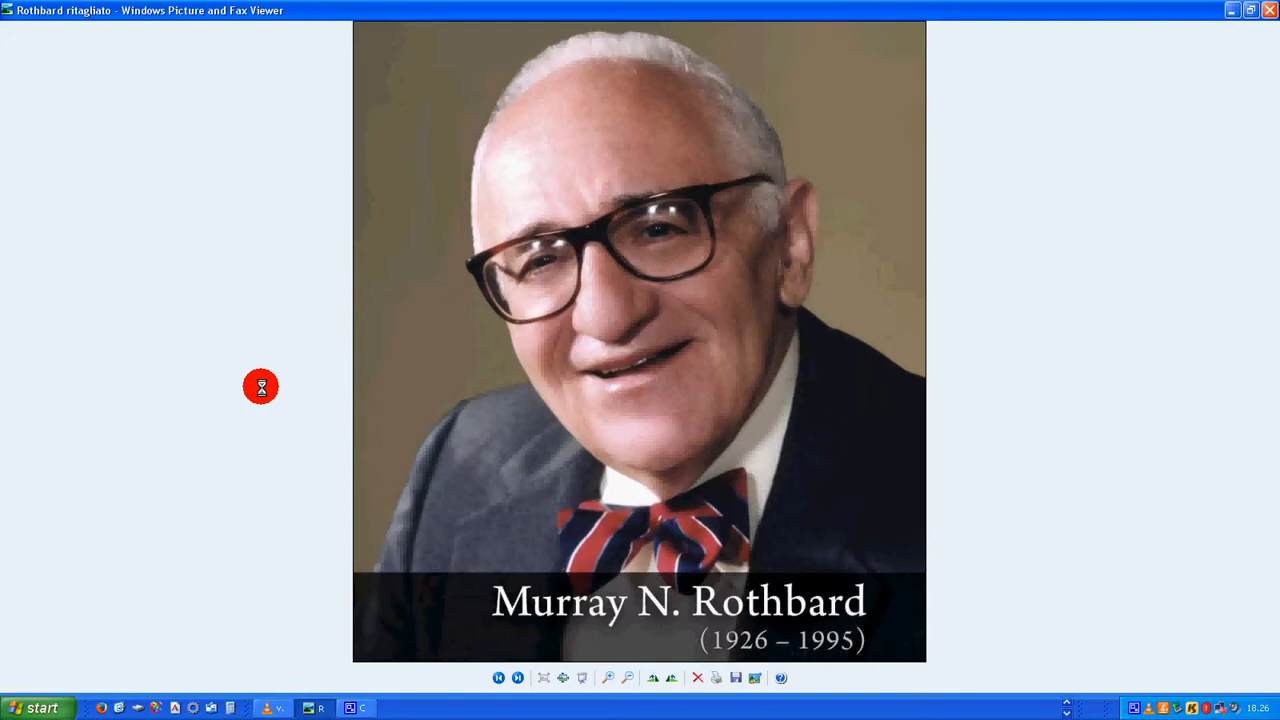 Rothbard ritagliato - Windows Picture and Fax Viewer
Murray N. Rothbard
(1926 – 1995)
start
Y.
R
C
18.26